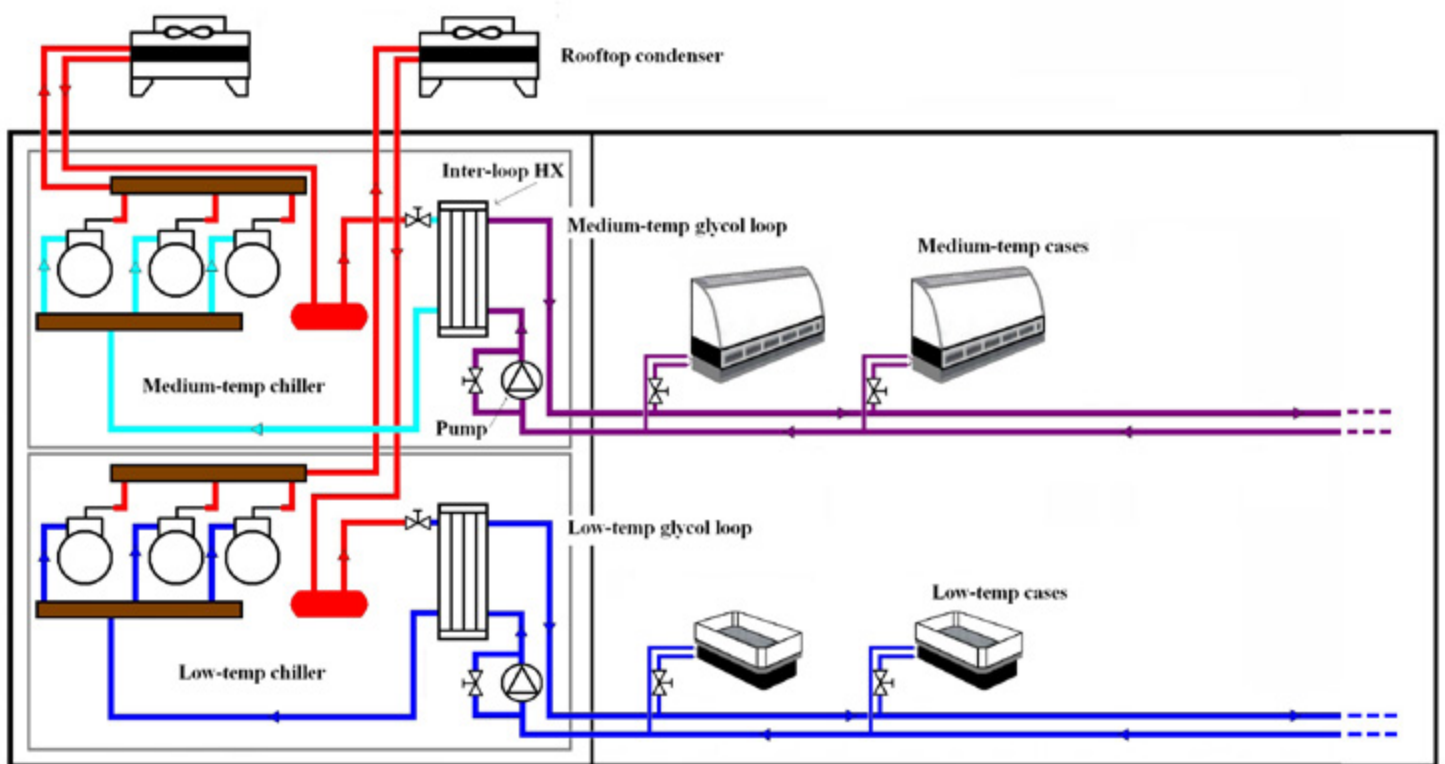 Rooftop condenser
Inter-loop HX
Medium-temp glycol loop
Medium-temp cases
Medium-temp chiller
Pump
Low-temp glycol loop
Low-temp cases
Low-temp chiller